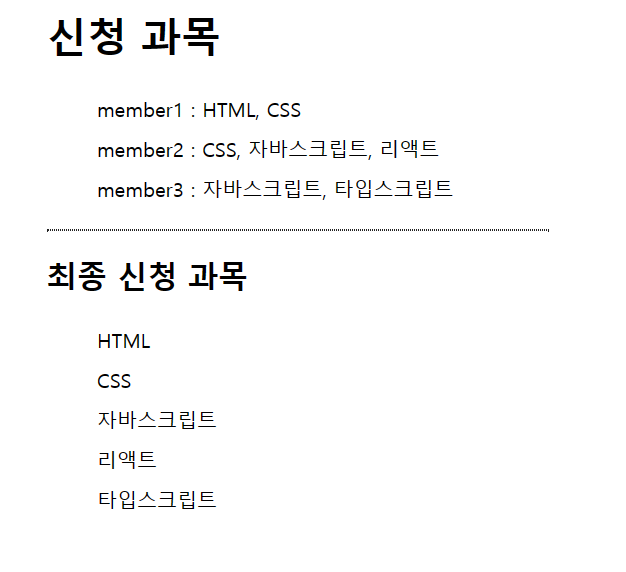 신청 과목
member1 : HTML, CSS
member2 : CSS, 자바스크립트, 리액트
member3 : 자바스크립트, 타입스크립트
최종 신청 과목
HTML
CSS
자바스크립트
리액트
타입스크립트